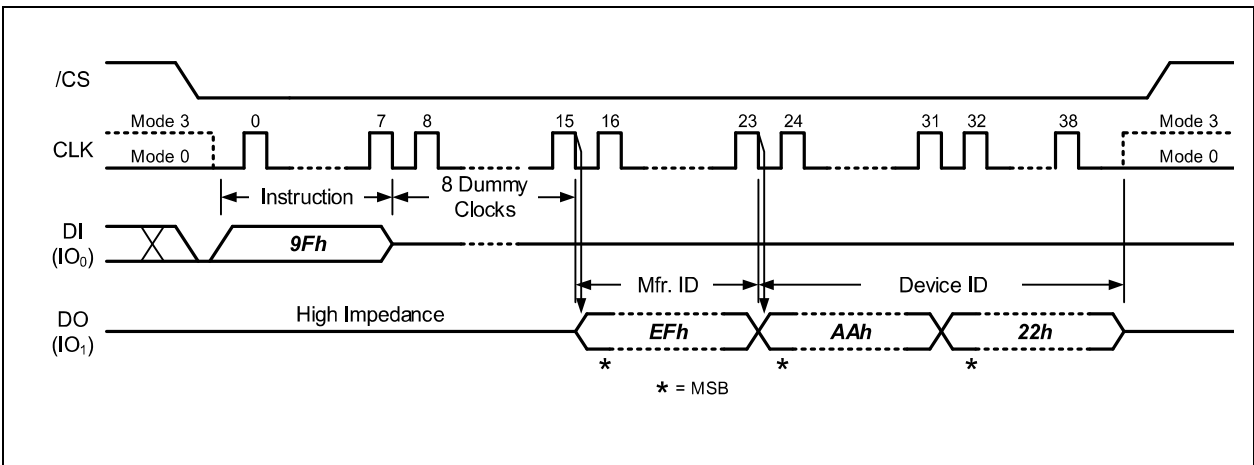 /CS
Mode 3 0 7 8 15 16 23 24 31 32 38 Mode 3
CLK
Mode 0 Mode 0
Instruction 8 Dummy Clocks
DI (IO0) 9Fh
Mfr. ID Device ID
DO (IO1) High Impedance EFh AAh 22h
* * *
* = MSB